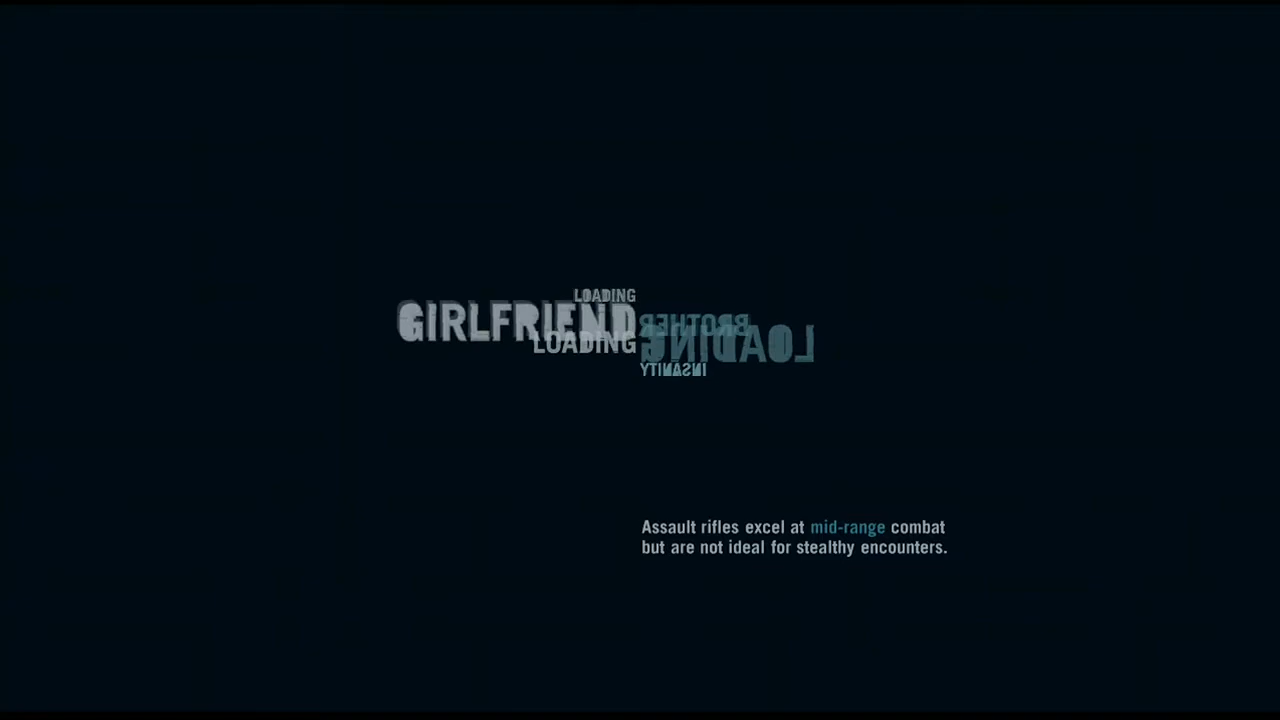 LOADING
GIRLFRIEND
BROTHER
LOADING
LOADING
INSANITY
Assault rifles excel at mid-range combat
but are not ideal for stealthy encounters.